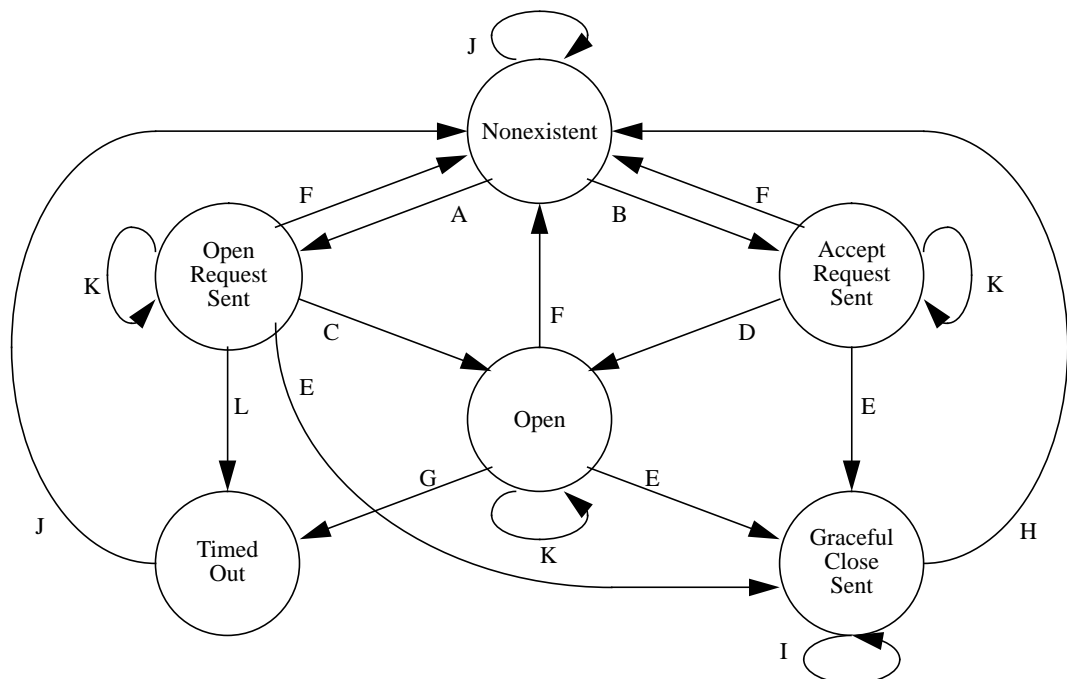 J
Nonexistent
F
A
B
F
Open
Request
Sent
Accept
Request
Sent
K
K
C
F
D
E
L
E
Open
G
E
J
Timed
Out
K
Graceful
Close
Sent
H
I